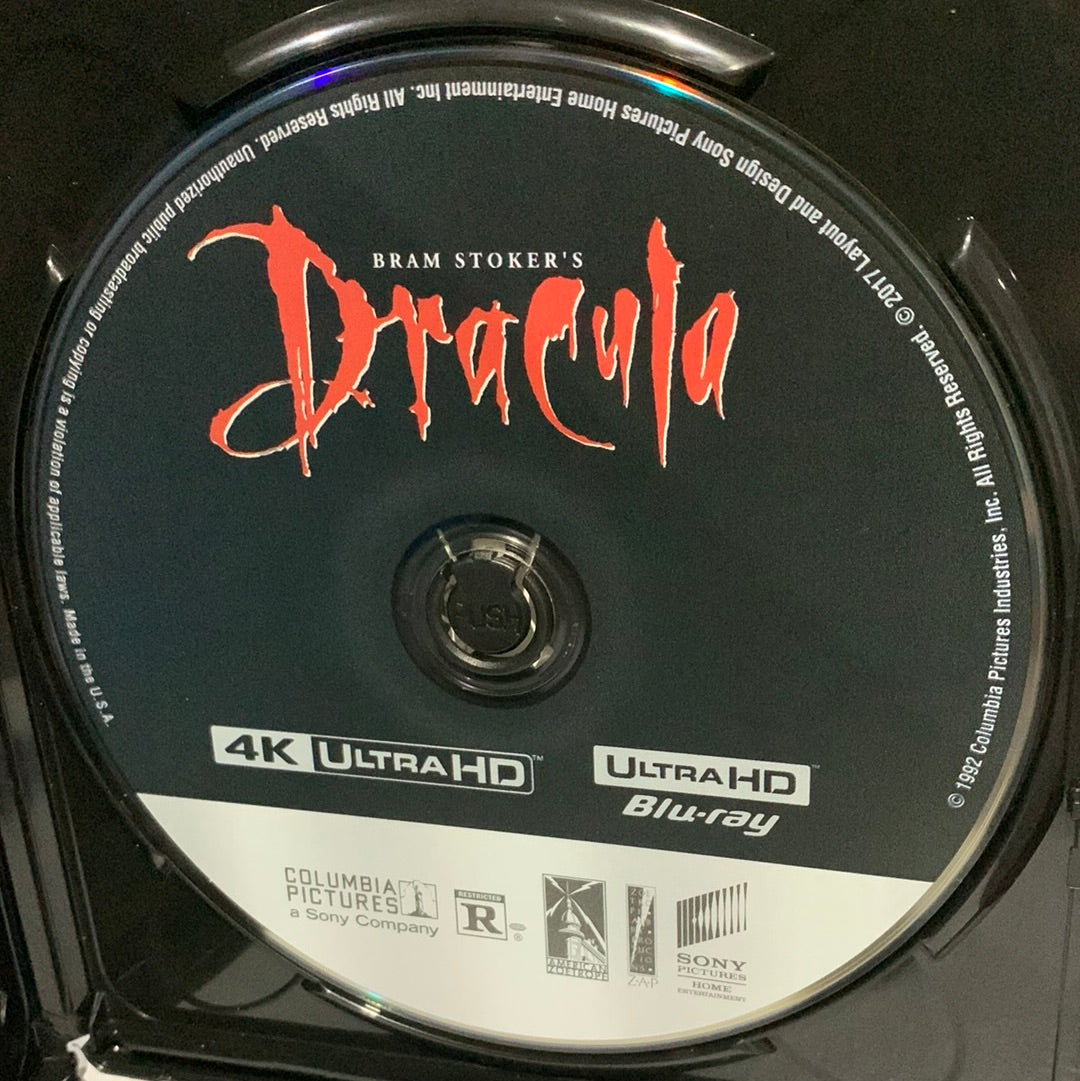 BRAM STOKER'S
Dracula
PUSH
4K ULTRA HD™
ULTRA HD™
Blu-ray
COLUMBIA
PICTURES
a Sony Company
RESTRICTED
R
®
AMERICAN
ZOETROPE
Z·A·P
SONY
PICTURES
HOME
ENTERTAINMENT
© 1992 Columbia Pictures Industries, Inc. All Rights Reserved. © 2017 Layout and Design Sony Pictures Home Entertainment Inc. All Rights Reserved. Unauthorized public broadcasting or copying is a violation of applicable laws. Made in the U.S.A.